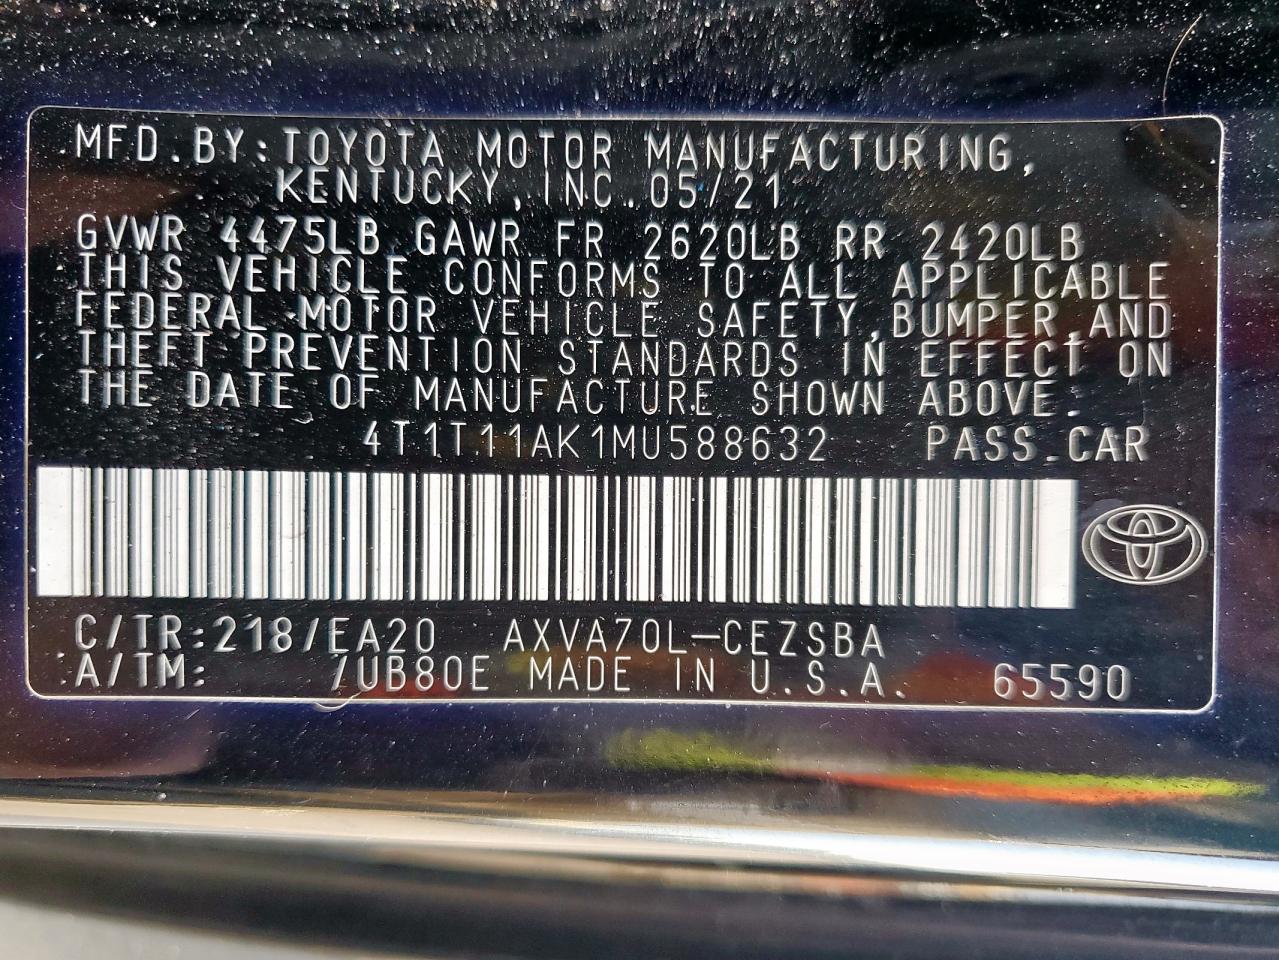 MFD.BY:TOYOTA MOTOR MANUFACTURING,
KENTUCKY,INC.05/21
GVWR 4475LB GAWR FR 2620LB RR 2420LB
THIS VEHICLE CONFORMS TO ALL APPLICABLE
FEDERAL MOTOR VEHICLE SAFETY,BUMPER,AND
THEFT PREVENTION STANDARDS IN EFFECT ON
THE DATE OF MANUFACTURE SHOWN ABOVE.
4T1T11AK1MU588632 PASS.CAR
C/TR:218/EA20 AXVA70L-CEZSBA
A/TM: /UB80E MADE IN U.S.A. 65590